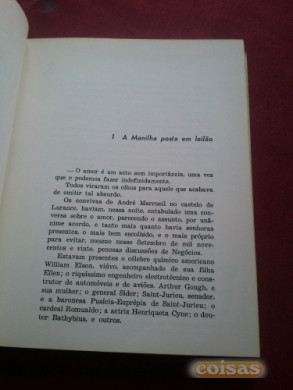 1 A Manilha posta em leilão
— O amor é um acto sem importância, uma vez
que o podemos fazer indefinidamente.
Todos viraram os olhos para aquele que acabava
de emitir tal absurdo.
Os convivas de André Marcueil no castelo de
Lurance, haviam, nessa noite, entabulado uma con-
versa sobre o amor, parecendo o assunto, por unâ-
nime acordo, e tanto mais quanto havia senhoras
presentes, o mais bem escolhido, e o mais próprio
para evitar, mesmo nesse Setembro de mil nove-
centos e vinte, penosas discussões de Negócios.
Estavam presentes o célebre químico americano
William Elson, viúvo, acompanhado de sua filha
Ellen; o riquíssimo engenheiro electrotécnico e cons-
trutor de automóveis e de aviões, Arthur Gough, e
sua mulher; o general Sider; Saint-Jurieu, senador,
e a baronesa Pusicia-Euprépia de Saint-Jurieu; o
cardeal Romualdo; a actriz Henriqueta Cyne; o dou-
tor Bathybius, e outros.
coisas